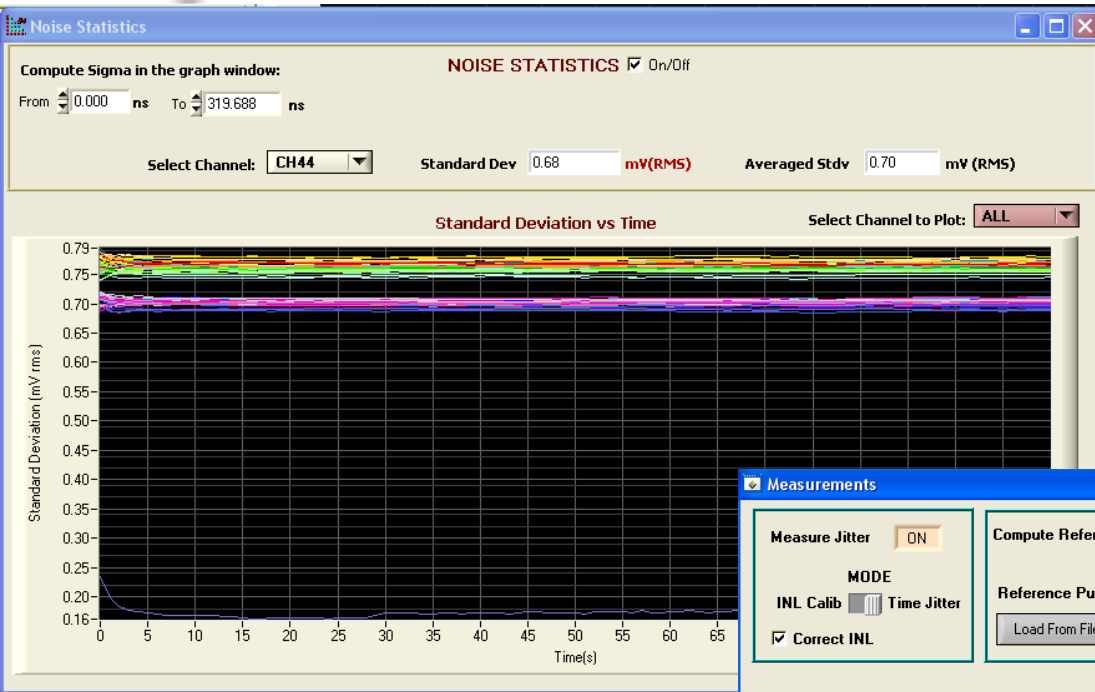 Noise Statistics
Compute Sigma in the graph window:
NOISE STATISTICS On/Off
From 0.000 ns To 319.688 ns
Select Channel: CH44 Standard Dev 0.68 mV(RMS) Averaged Stdv 0.70 mV (RMS)
Standard Deviation vs Time Select Channel to Plot: ALL
Standard Deviation (mV rms)
0.79
0.75
0.70
0.65
0.60
0.55
0.50
0.45
0.40
0.35
0.30
0.25
0.20
0.16
0 5 10 15 20 25 30 35 40 45 50 55 60 65
Time(s)
Measurements
Measure Jitter ON
MODE
INL Calib Time Jitter
Correct INL
Compute Refer
Reference Pu
Load From File